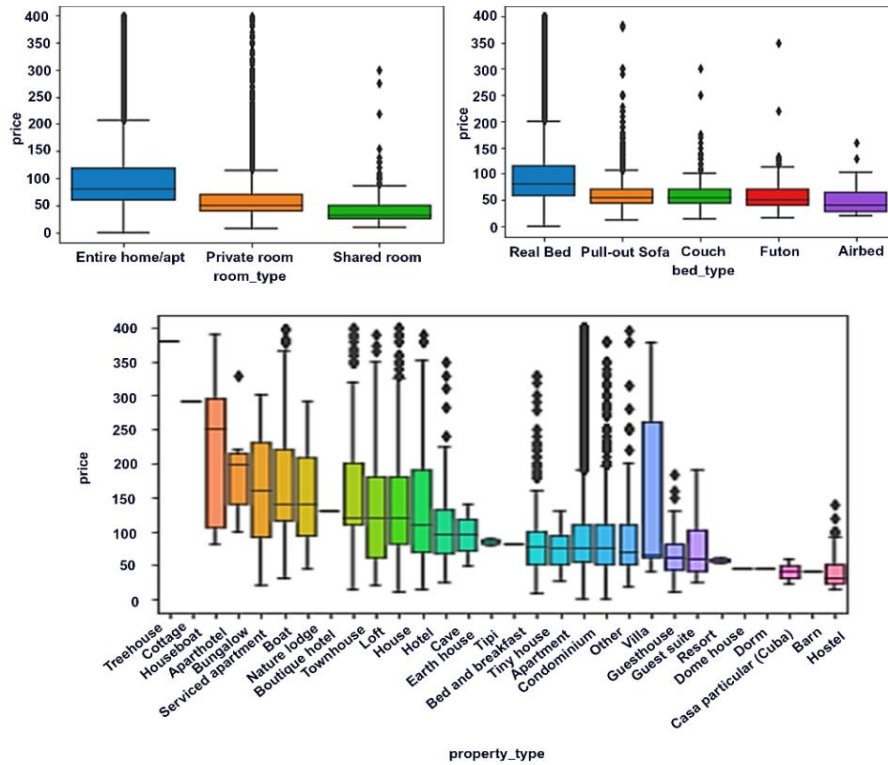 400
350
300
250
200
150
100
50
0
price
Entire home/apt Private room Shared room
room_type
400
350
300
250
200
150
100
50
0
price
Real Bed Pull-out Sofa Couch Futon Airbed
bed_type
400
350
300
250
200
150
100
50
0
price
Treehouse
Cottage
Houseboat
Aparthotel
Bungalow
Serviced apartment
Boat
Nature lodge
Boutique hotel
Townhouse
Loft
House
Hotel
Cave
Earth house
Tipi
Bed and breakfast
Tiny house
Apartment
Condominium
Other
Villa
Guesthouse
Guest suite
Resort
Dome house
Dorm
Casa particular (Cuba)
Barn
Hostel
property_type